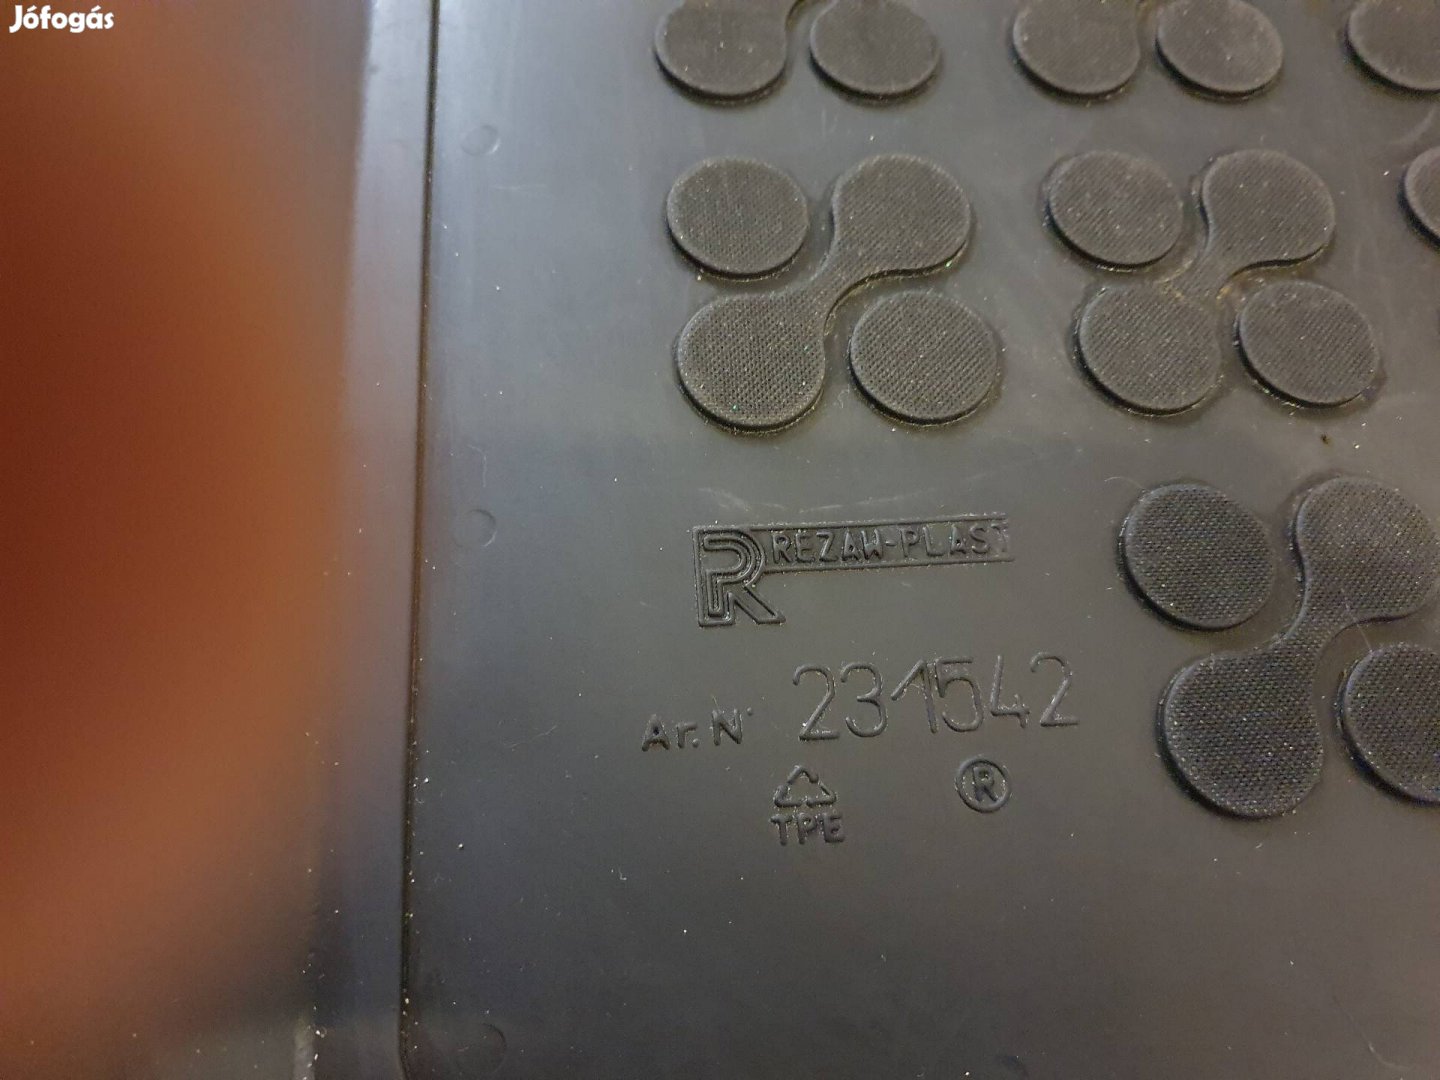 Jófogás
REZAW-PLAST
Ar.N° 231542
®
TPE